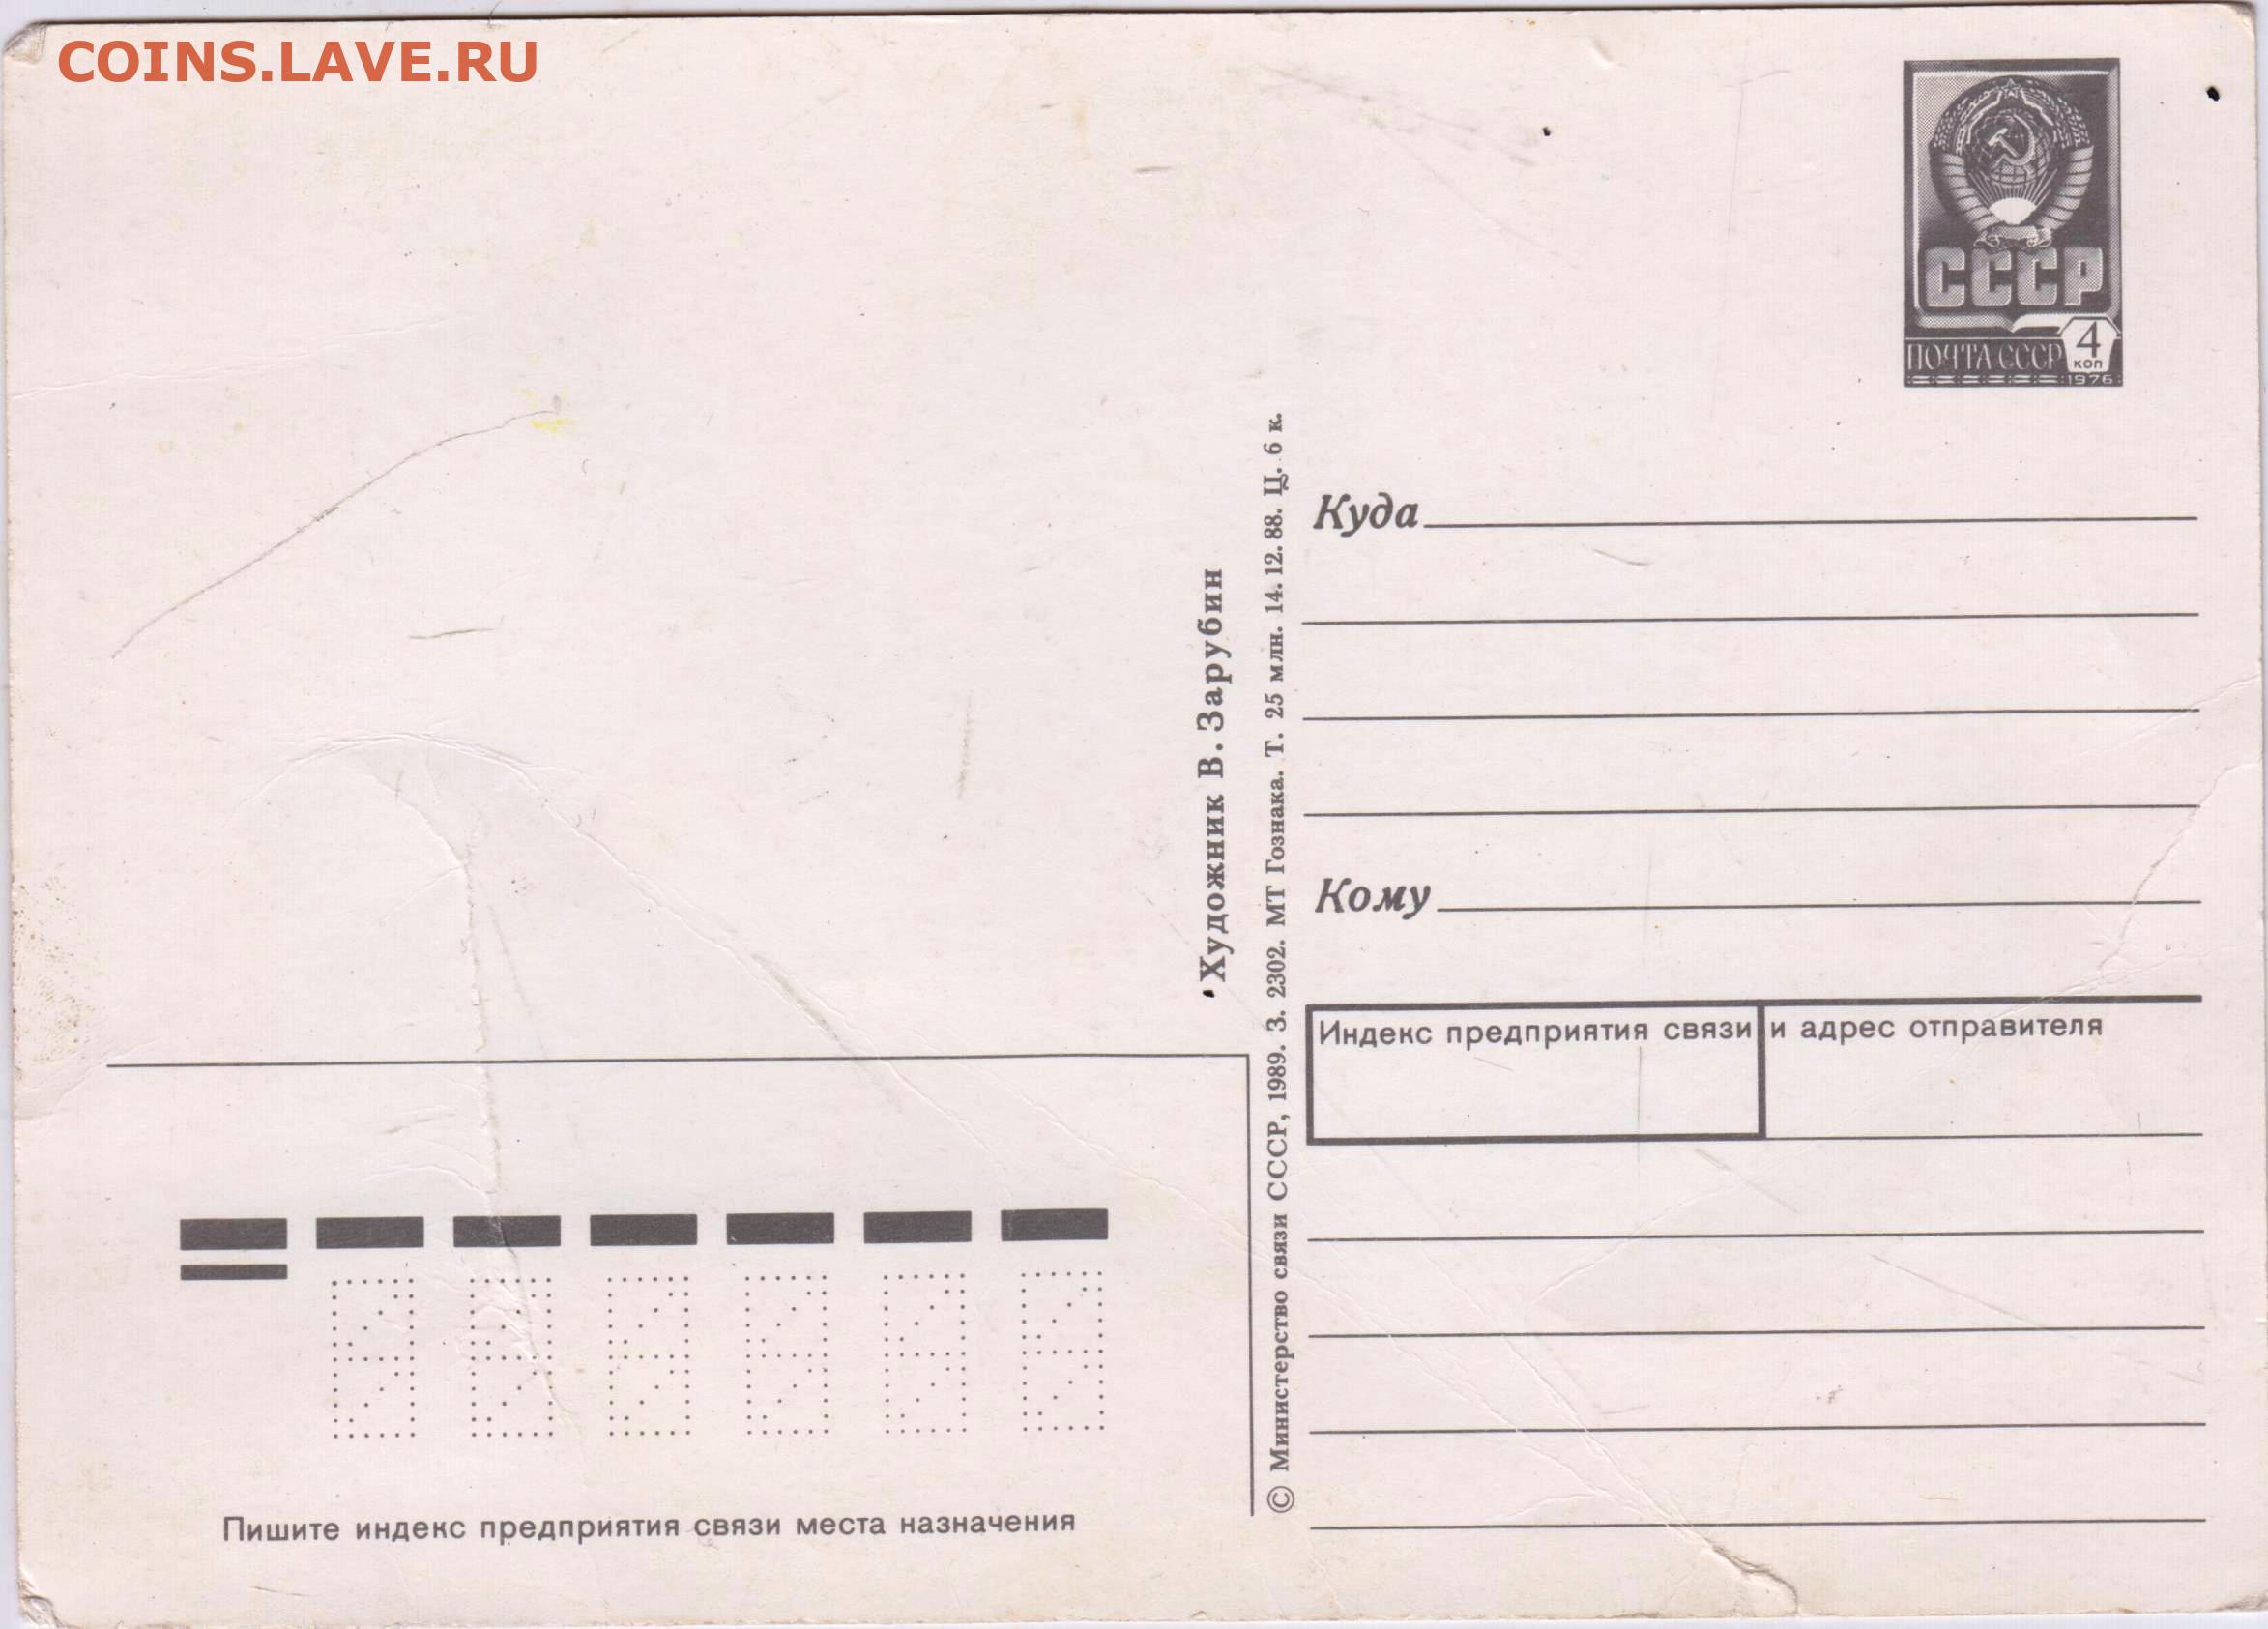 COINS.LAVE.RU
СССР
ПОЧТА СССР
4
коп
1976
Художник В. Зарубин
© Министерство связи СССР, 1989. З. 2302. МТ Гознака. Т. 25 млн. 14. 12. 88. Ц. 6 к.
Куда
Кому
Индекс предприятия связи и адрес отправителя
Пишите индекс предприятия связи места назначения